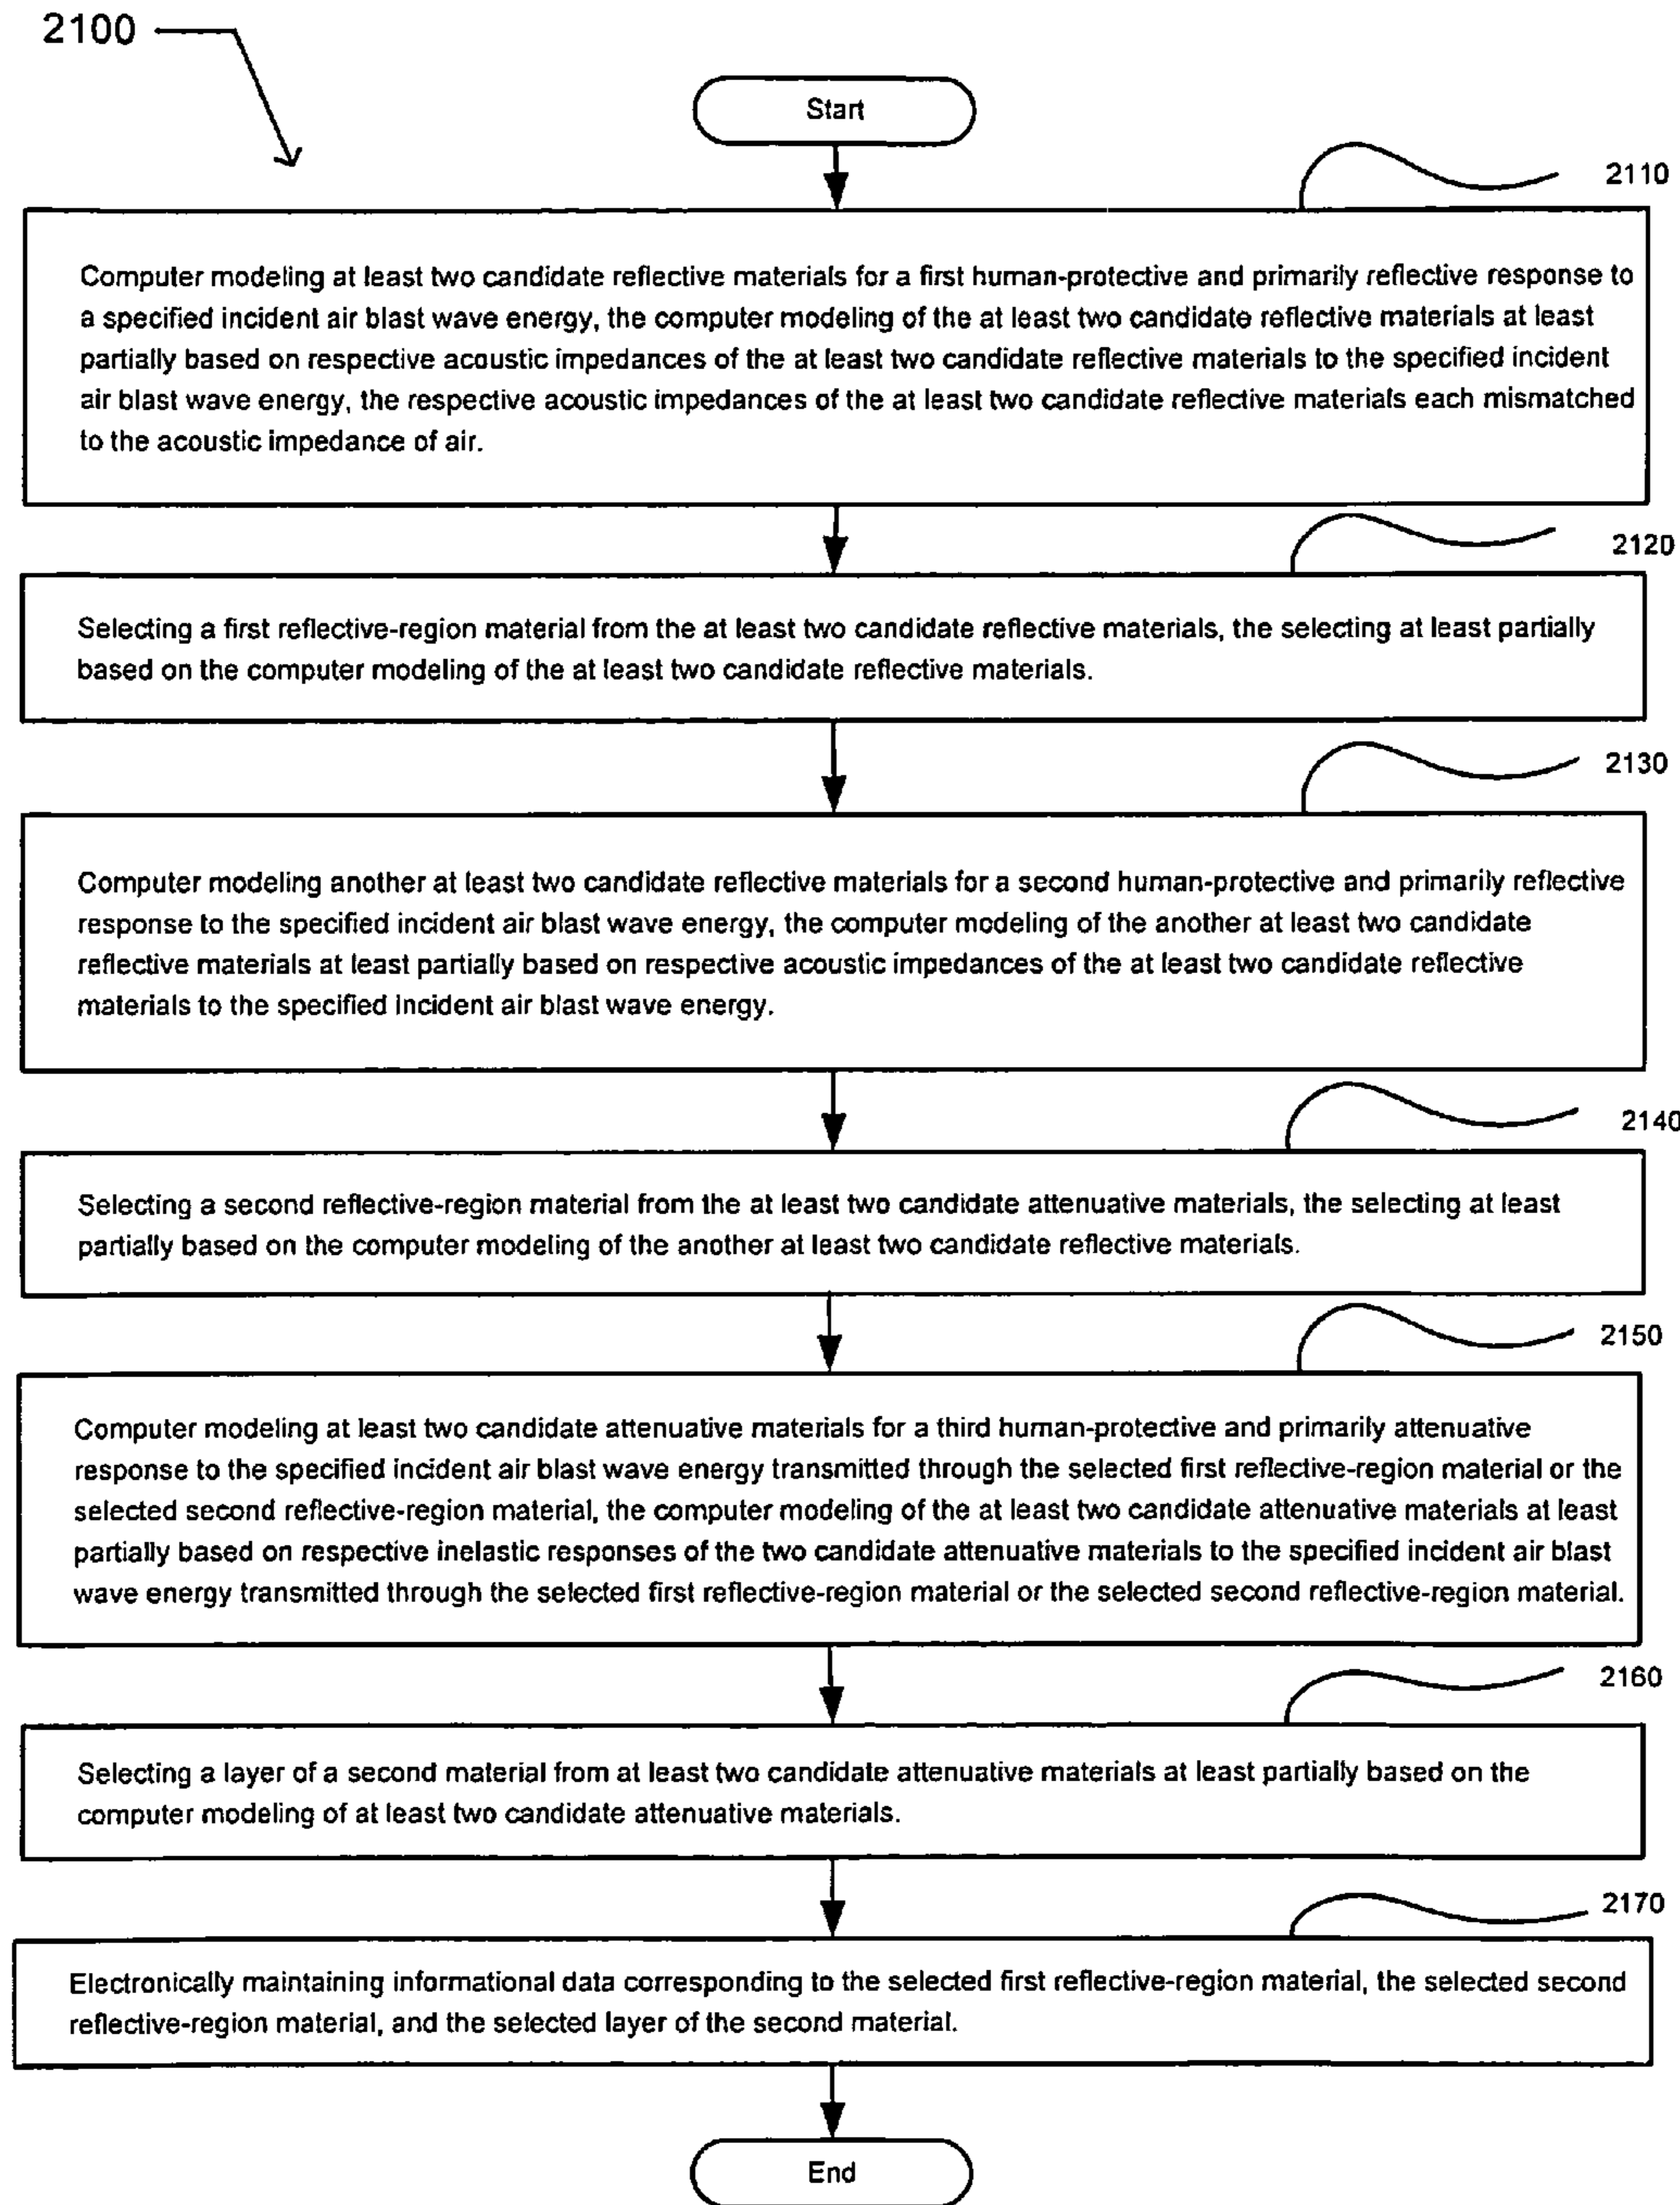 2100
Start
2110
Computer modeling at least two candidate reflective materials for a first human-protective and primarily reflective response to
a specified incident air blast wave energy, the computer modeling of the at least two candidate reflective materials at least
partially based on respective acoustic impedances of the at least two candidate reflective materials to the specified incident
air blast wave energy, the respective acoustic impedances of the at least two candidate reflective materials each mismatched
to the acoustic impedance of air.
2120
Selecting a first reflective-region material from the at least two candidate reflective materials, the selecting at least partially
based on the computer modeling of the at least two candidate reflective materials.
2130
Computer modeling another at least two candidate reflective materials for a second human-protective and primarily reflective
response to the specified incident air blast wave energy, the computer modeling of the another at least two candidate
reflective materials at least partially based on respective acoustic impedances of the at least two candidate reflective
materials to the specified incident air blast wave energy.
2140
Selecting a second reflective-region material from the at least two candidate attenuative materials, the selecting at least
partially based on the computer modeling of the another at least two candidate reflective materials.
2150
Computer modeling at least two candidate attenuative materials for a third human-protective and primarily attenuative
response to the specified incident air blast wave energy transmitted through the selected first reflective-region material or the
selected second reflective-region material, the computer modeling of the at least two candidate attenuative materials at least
partially based on respective inelastic responses of the two candidate attenuative materials to the specified incident air blast
wave energy transmitted through the selected first reflective-region material or the selected second reflective-region material.
2160
Selecting a layer of a second material from at least two candidate attenuative materials at least partially based on the
computer modeling of at least two candidate attenuative materials.
2170
Electronically maintaining informational data corresponding to the selected first reflective-region material, the selected second
reflective-region material, and the selected layer of the second material.
End